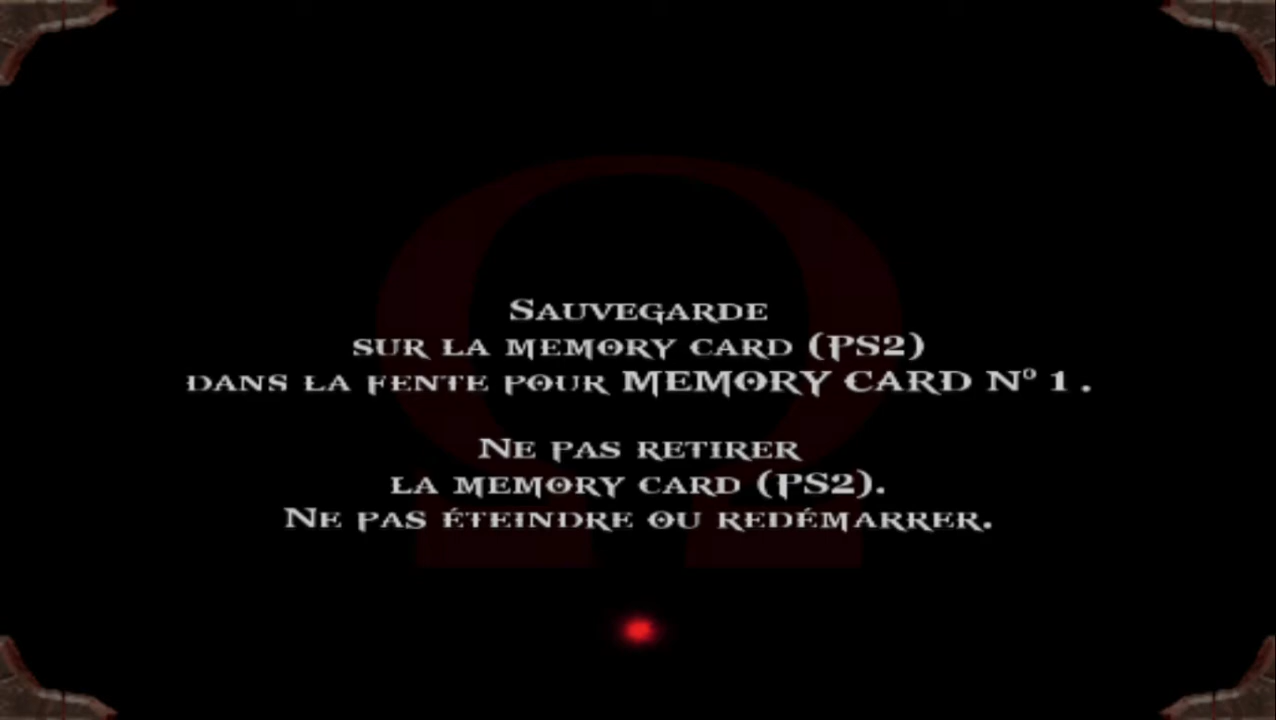 Sauvegarde
sur la memory card (PS2)
dans la fente pour MEMORY CARD Nº 1.
Ne pas retirer
la memory card (PS2).
Ne pas éteindre ou redémarrer.